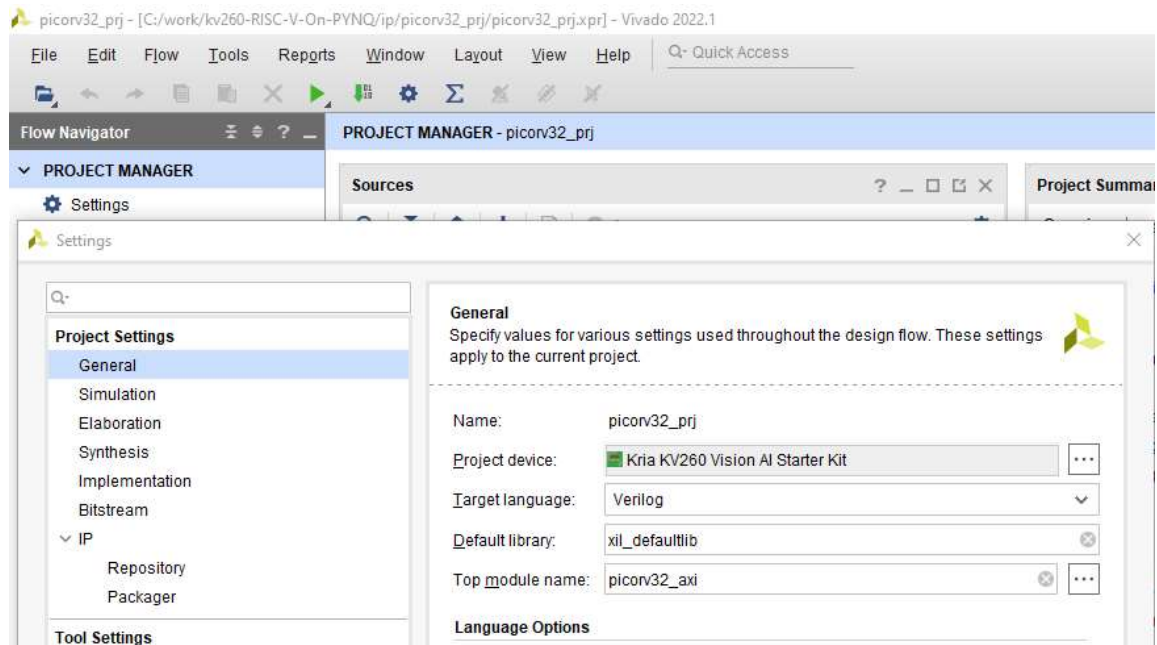 picorv32_prj - [C:/work/kv260-RISC-V-On-PYNQ/ip/picorv32_prj/picorv32_prj.xpr] - Vivado 2022.1
File Edit Flow Tools Reports Window Layout View Help Q- Quick Access
Flow Navigator
PROJECT MANAGER - picorv32_prj
PROJECT MANAGER
Settings
Sources
Project Summar
Settings
Project Settings
General
Simulation
Elaboration
Synthesis
Implementation
Bitstream
IP
Repository
Packager
Tool Settings
General
Specify values for various settings used throughout the design flow. These settings
apply to the current project.
Name: picorv32_prj
Project device: Kria KV260 Vision AI Starter Kit
Target language: Verilog
Default library: xil_defaultlib
Top module name: picorv32_axi
Language Options